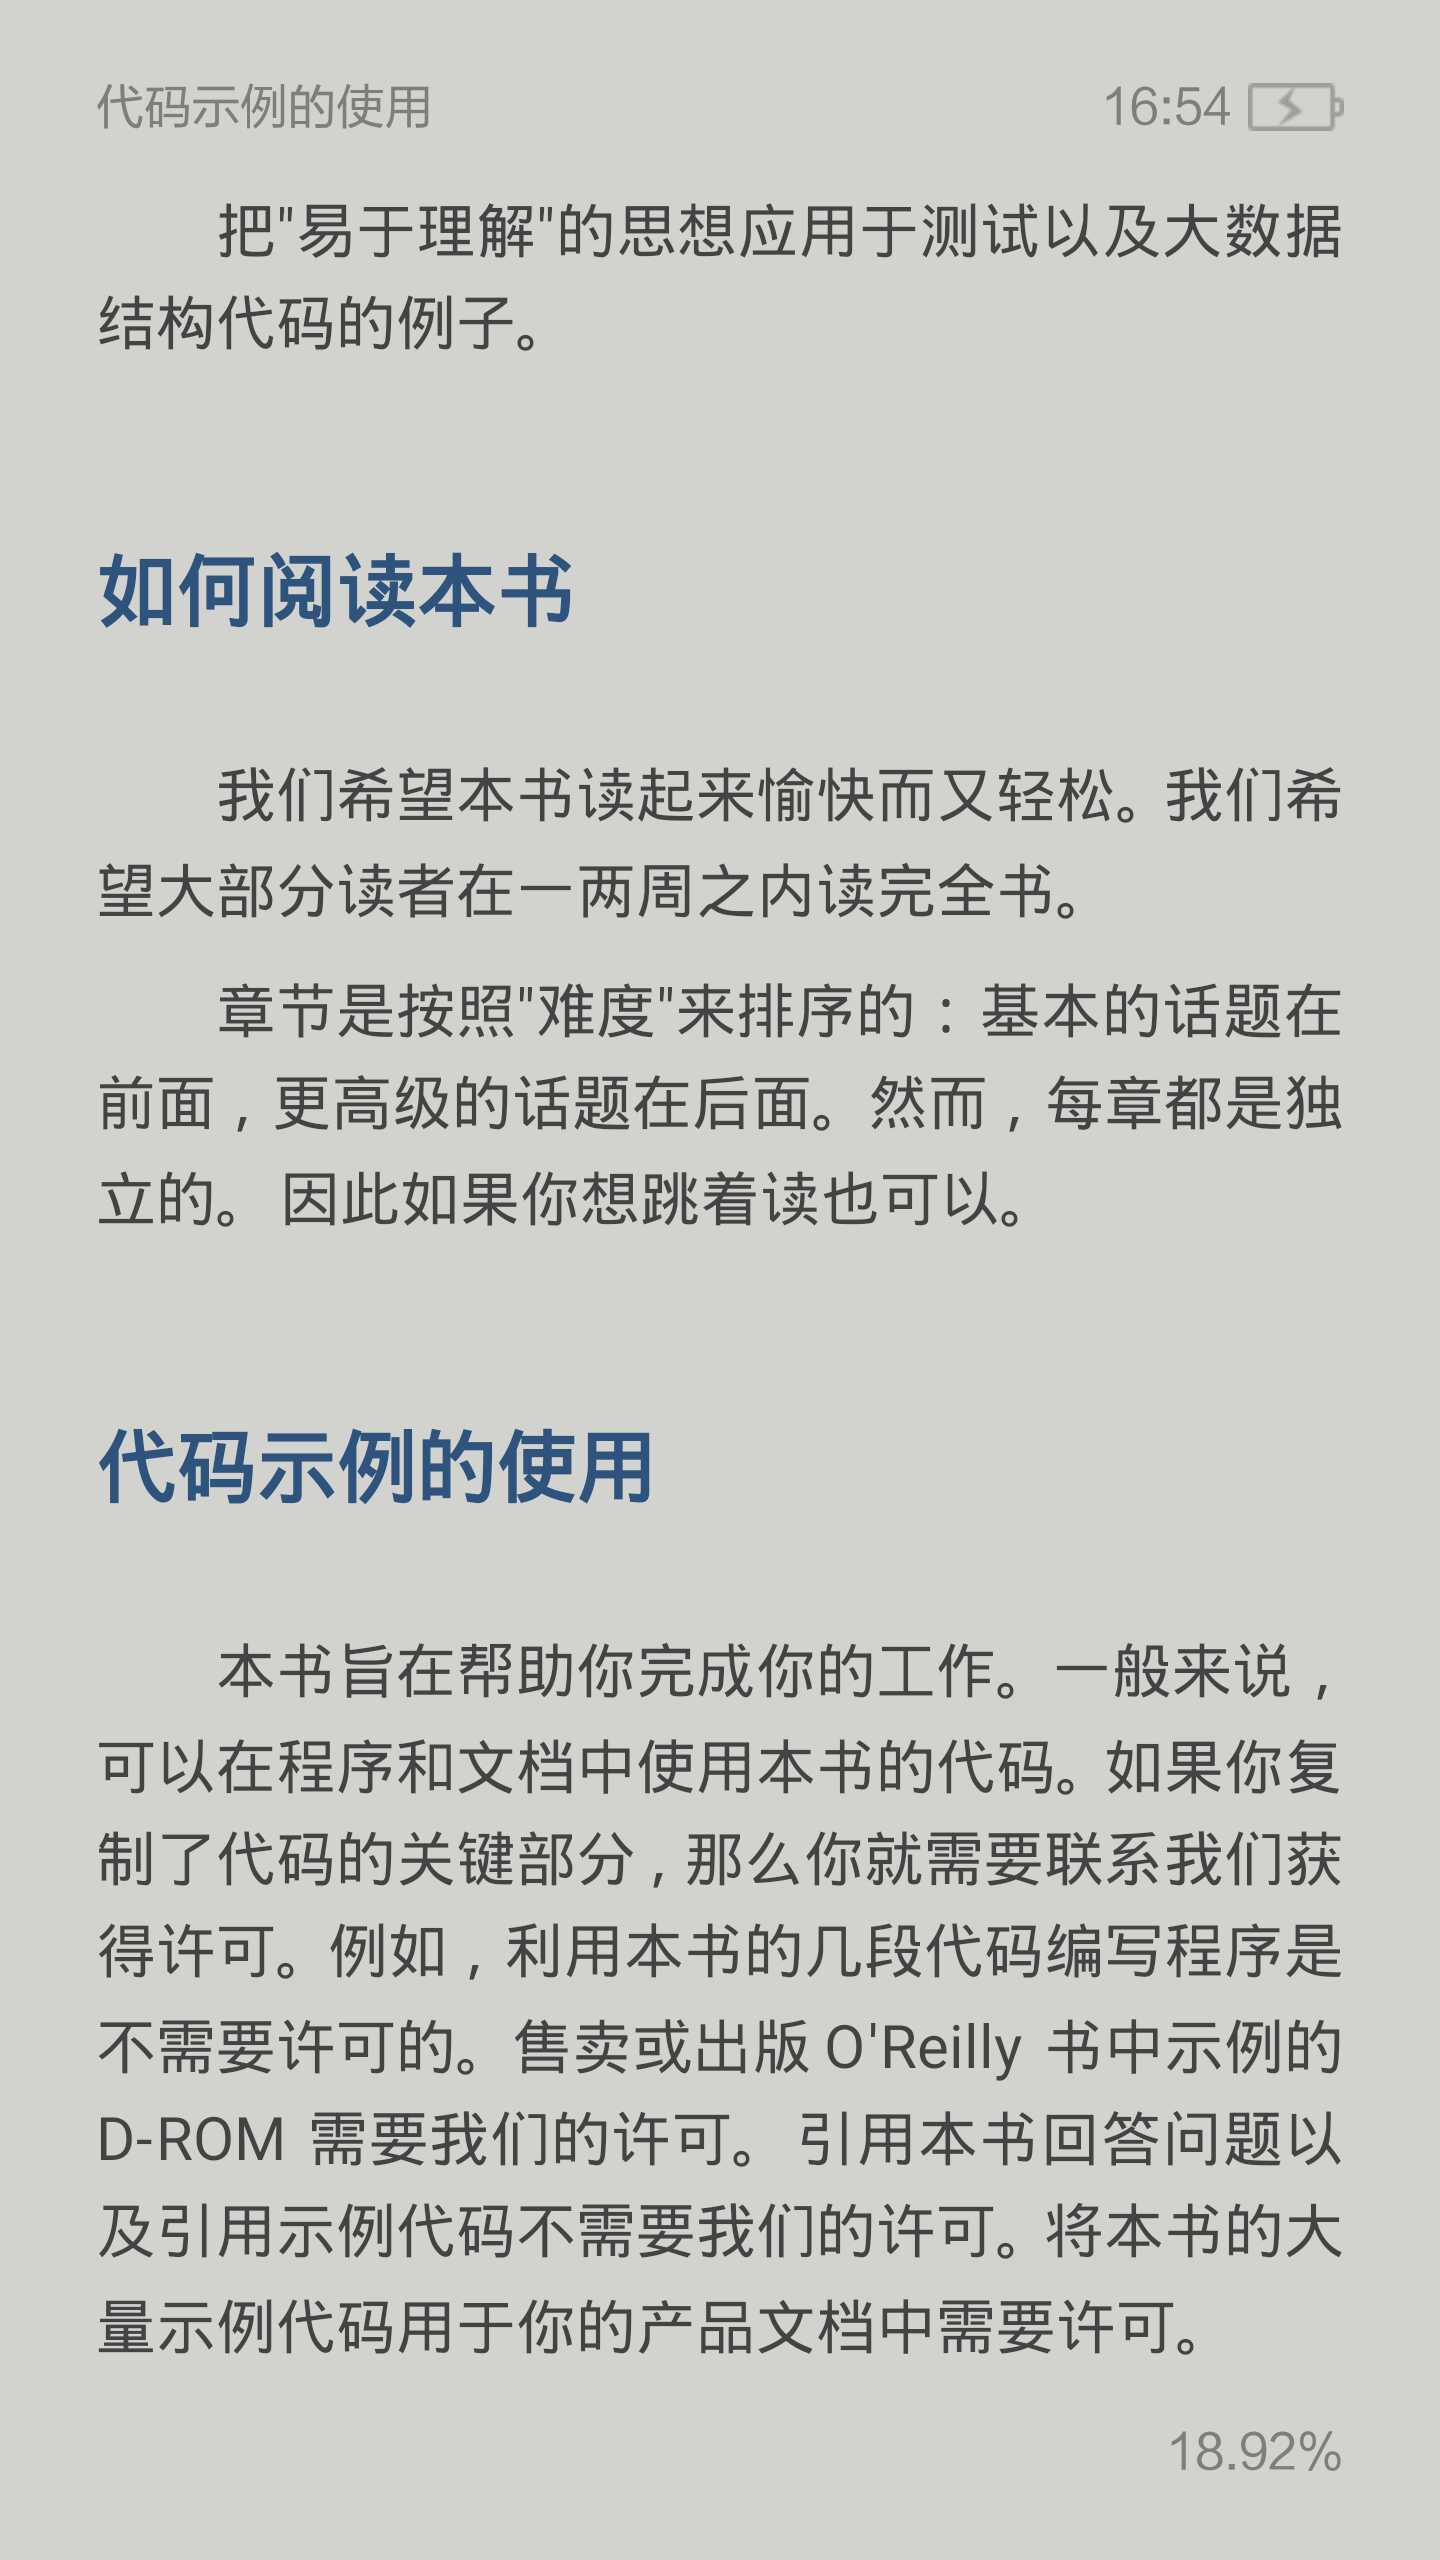 代码示例的使用 16:54
把"易于理解"的思想应用于测试以及大数据
结构代码的例子。
如何阅读本书
我们希望本书读起来愉快而又轻松。我们希
望大部分读者在一两周之内读完全书。
章节是按照"难度"来排序的：基本的话题在
前面，更高级的话题在后面。然而，每章都是独
立的。 因此如果你想跳着读也可以。
代码示例的使用
本书旨在帮助你完成你的工作。一般来说，
可以在程序和文档中使用本书的代码。如果你复
制了代码的关键部分，那么你就需要联系我们获
得许可。例如，利用本书的几段代码编写程序是
不需要许可的。售卖或出版 O'Reilly 书中示例的
D-ROM 需要我们的许可。 引用本书回答问题以
及引用示例代码不需要我们的许可。将本书的大
量示例代码用于你的产品文档中需要许可。
18.92%